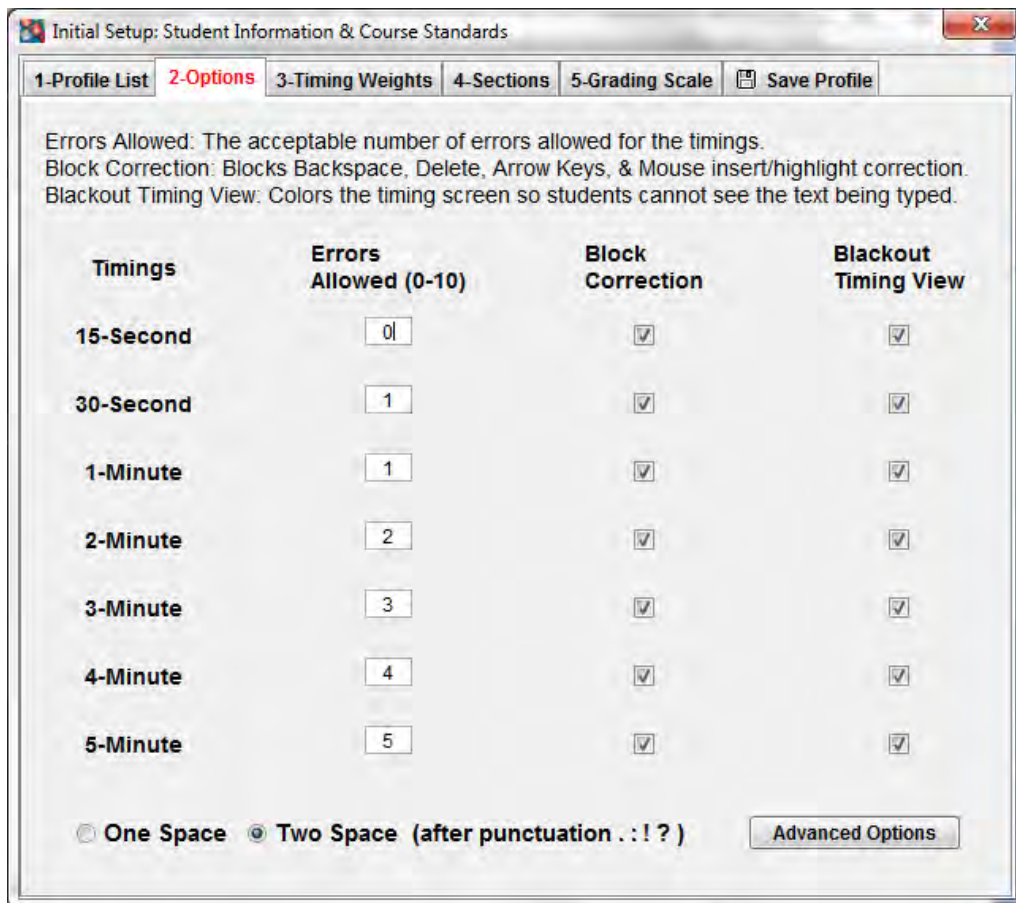 Initial Setup: Student Information & Course Standards
1-Profile List 2-Options 3-Timing Weights 4-Sections 5-Grading Scale Save Profile
Errors Allowed: The acceptable number of errors allowed for the timings.
Block Correction: Blocks Backspace, Delete, Arrow Keys, & Mouse insert/highlight correction.
Blackout Timing View: Colors the timing screen so students cannot see the text being typed.
Timings Errors Allowed (0-10) Block Correction Blackout Timing View
15-Second 0
30-Second 1
1-Minute 1
2-Minute 2
3-Minute 3
4-Minute 4
5-Minute 5
One Space Two Space (after punctuation . : ! ? ) Advanced Options